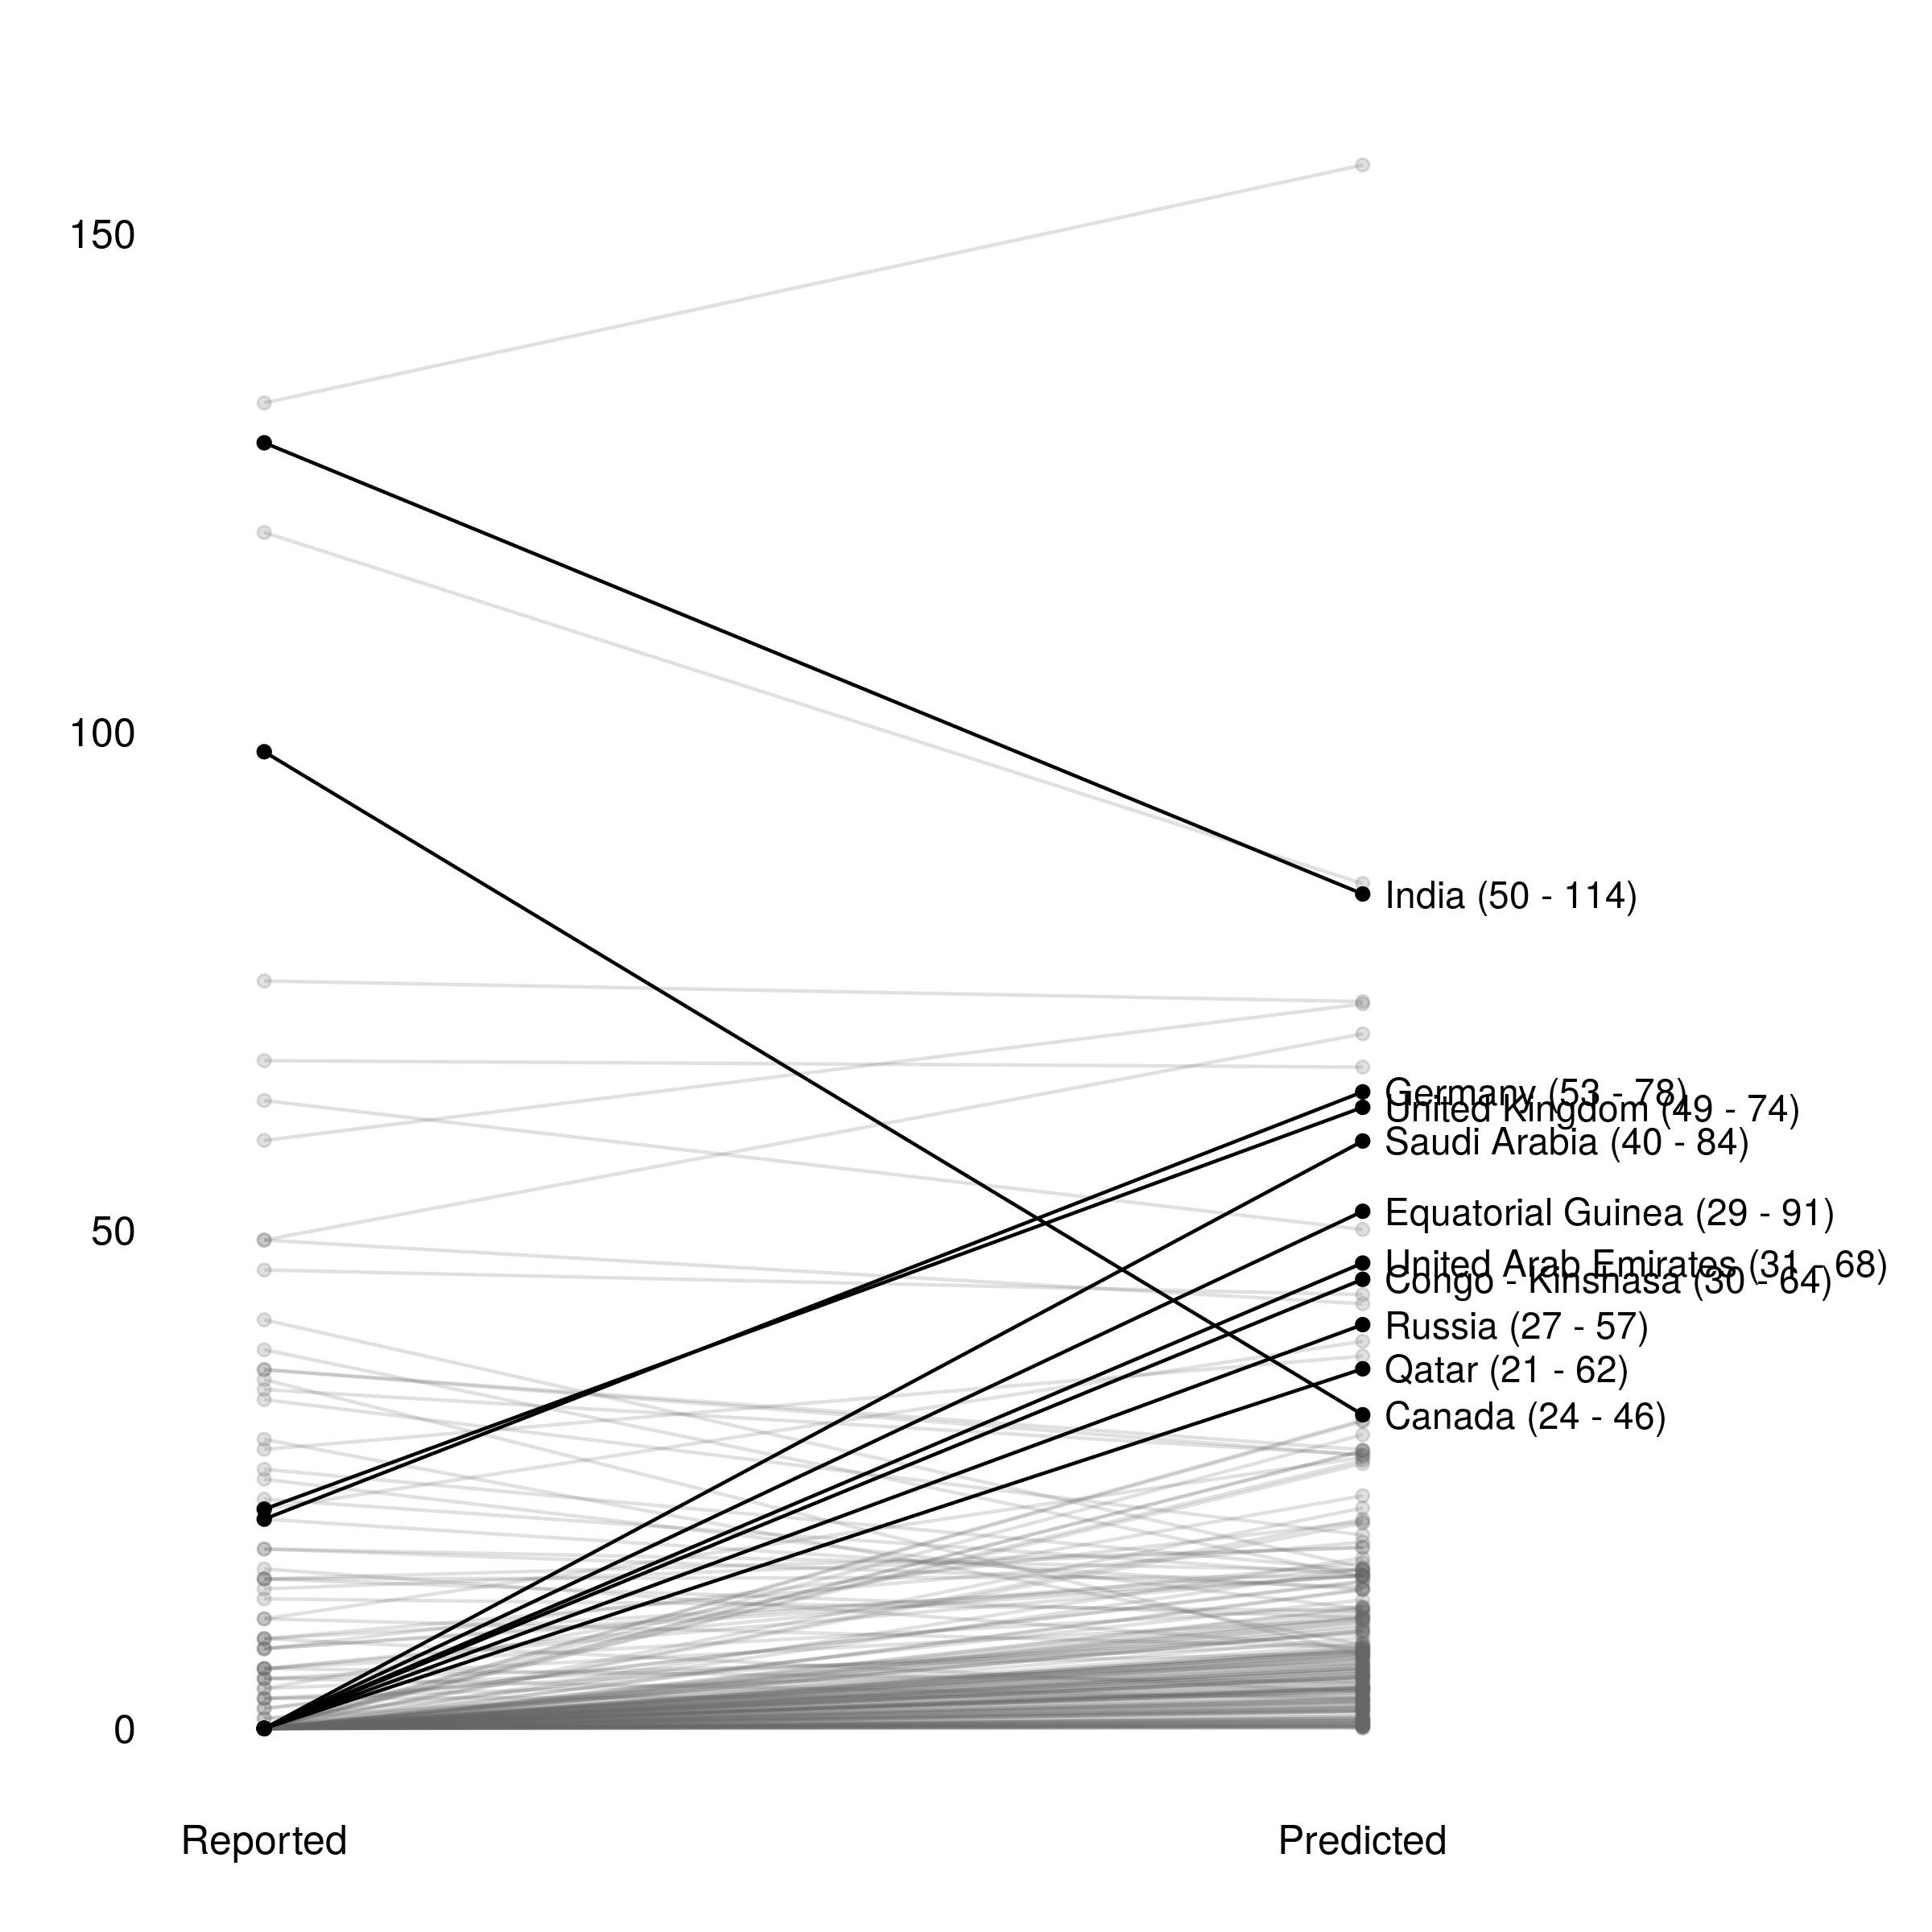 150
100
50
0
India (50 - 114)
Germany (53 - 78)
United Kingdom (49 - 74)
Saudi Arabia (40 - 84)
Equatorial Guinea (29 - 91)
United Arab Emirates (31 - 68)
Congo - Kinshasa (30 - 64)
Russia (27 - 57)
Qatar (21 - 62)
Canada (24 - 46)
Reported
Predicted